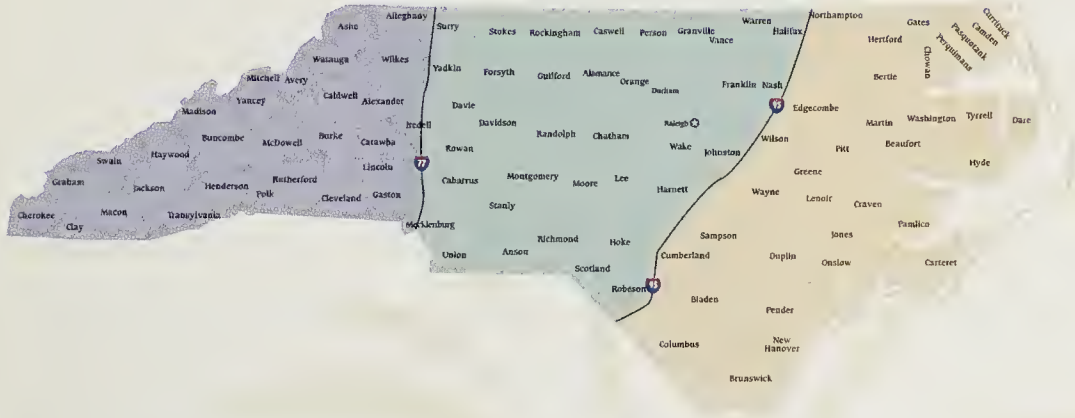 Alleghany
Ashe
Surry
Stokes
Rockingham
Caswell
Person
Granville
Vance
Warren
Halifax
Northampton
Gates
Currituck
Camden
Pasquotank
Perquimans
Chowan
Hertford
Watauga
Wilkes
Mitchell
Avery
Yadkin
Forsyth
Guilford
Alamance
Orange
Durham
Franklin
Nash
Bertie
Madison
Yancey
Caldwell
Alexander
Davie
Iredell
Davidson
Randolph
Chatham
Raleigh
Wake
Johnston
95
Edgecombe
Wilson
Martin
Washington
Tyrrell
Dare
Buncombe
McDowell
Burke
Catawba
Rowan
Pitt
Beaufort
Hyde
Swain
Haywood
Lincoln
77
Greene
Graham
Jackson
Henderson
Rutherford
Polk
Cleveland
Gaston
Cabarrus
Montgomery
Moore
Lee
Harnett
Wayne
Lenoir
Craven
Cherokee
Clay
Macon
Transylvania
Mecklenburg
Stanly
Pamlico
Union
Anson
Richmond
Hoke
Scotland
Sampson
Cumberland
Duplin
Jones
Onslow
Carteret
Robeson
95
Bladen
Pender
Columbus
New
Hanover
Brunswick